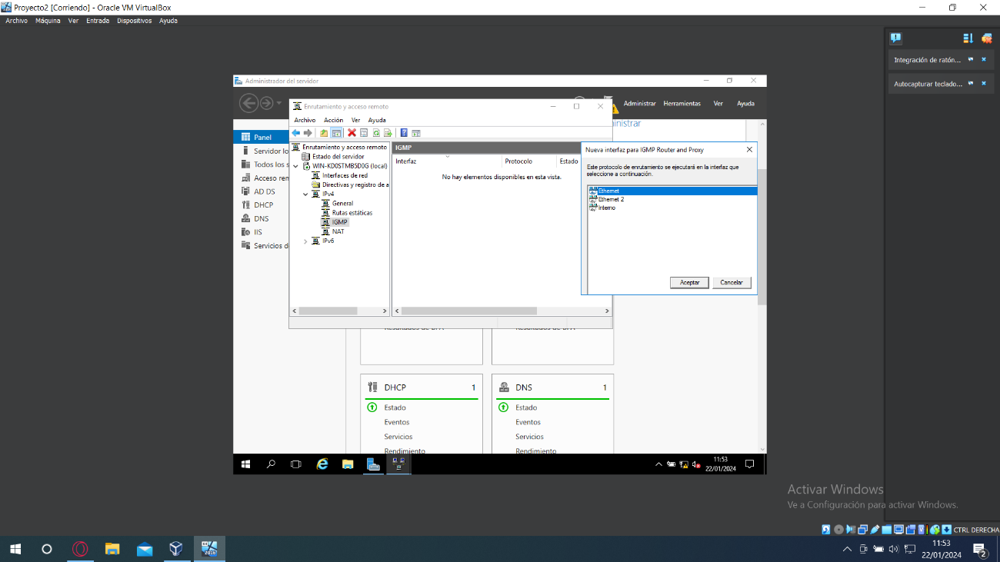 Proyecto2 [Corriendo] - Oracle VM VirtualBox
Archivo Máquina Ver Entrada Dispositivos Ayuda
Integración de ratón...
Autocapturar teclado...
Administrador del servidor
Administrar Herramientas Ver Ayuda
Enrutamiento y acceso remoto
Archivo Acción Ver Ayuda
Panel
Servidor lo
Todos los s
Acceso rem
AD DS
DHCP
DNS
IIS
Servicios d
Enrutamiento y acceso remoto
Estado del servidor
WIN-KD0STMB5D0G (local)
Interfaces de red
Directivas y registro de a
IPv4
General
Rutas estáticas
IGMP
NAT
IPv6
IGMP
Interfaz Protocolo Estado
No hay elementos disponibles en esta vista.
Nueva interfaz para IGMP Router and Proxy
Este protocolo de enrutamiento se ejecutará en la interfaz que
seleccione a continuación.
Ethernet
Ethernet 2
Interno
Aceptar Cancelar
DHCP 1
Estado
Eventos
Servicios
Rendimiento
DNS 1
Estado
Eventos
Servicios
Rendimiento
11:53
22/01/2024
Activar Windows
Ve a Configuración para activar Windows.
CTRL DERECHA
2016
11:53
22/01/2024
2